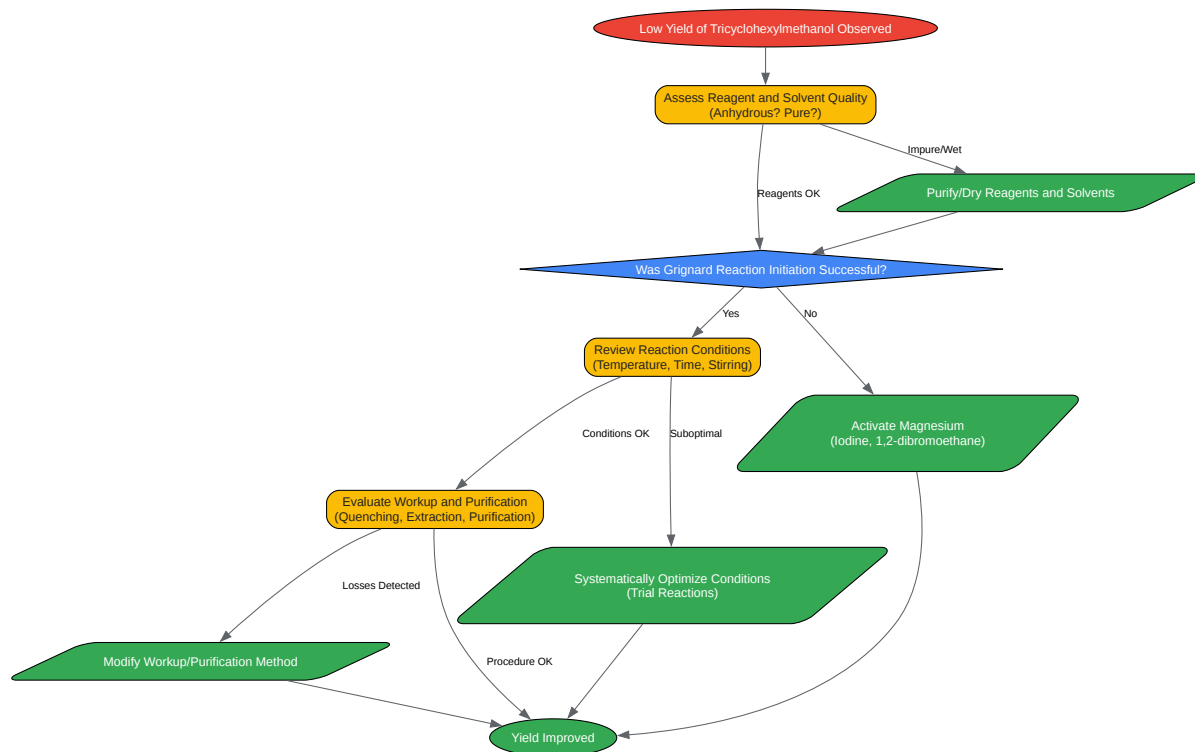 Low Yield of Tricyclohexylmethanol Observed
Assess Reagent and Solvent Quality
(Anhydrous? Pure?)
Impure/Wet
Reagents OK
Purify/Dry Reagents and Solvents
Was Grignard Reaction Initiation Successful?
Yes
No
Review Reaction Conditions
(Temperature, Time, Stirring)
Activate Magnesium
(Iodine, 1,2-dibromoethane)
Conditions OK
Suboptimal
Evaluate Workup and Purification
(Quenching, Extraction, Purification)
Systematically Optimize Conditions
(Trial Reactions)
Losses Detected
Modify Workup/Purification Method
Procedure OK
Yield Improved